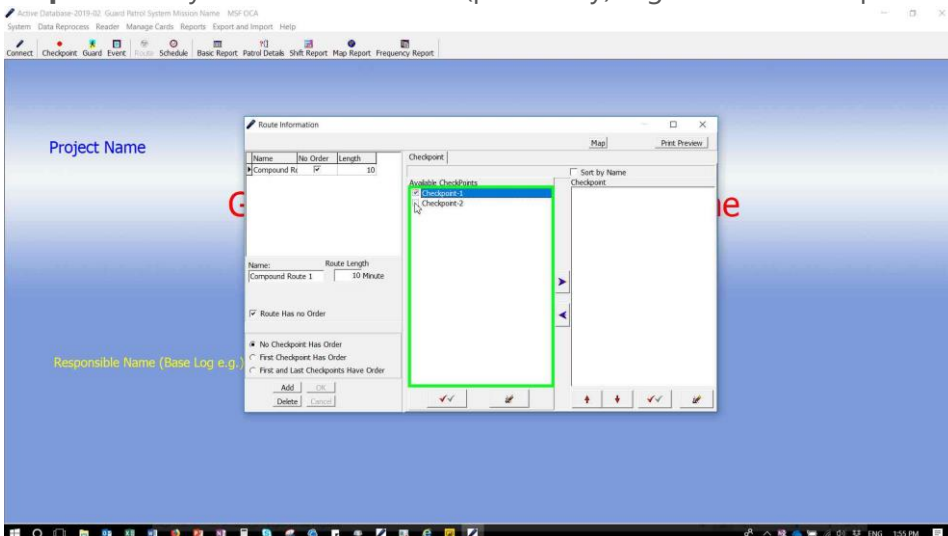 Active Database-2019-02 Guard Patrol System Mission Name MSF OCA
System Data Reprocess Reader Manage Cards Reports Export and Import Help
Connect Checkpoint Guard Event Route Schedule Basic Report Patrol Details Shift Report Map Report Frequency Report
Project Name
G
e
Responsible Name (Base Log e.g.)
Route Information
Map Print Preview
Name No Order Length
Compound Ro 10
Name: Route Length
Compound Route 1 10 Minute
Route Has no Order
No Checkpoint Has Order
First Checkpoint Has Order
First and Last Checkpoints Have Order
Add OK
Delete Cancel
Checkpoint
Available CheckPoints
Checkpoint-1
Checkpoint-2
Sort by Name
Checkpoint
ENG 1:55 PM